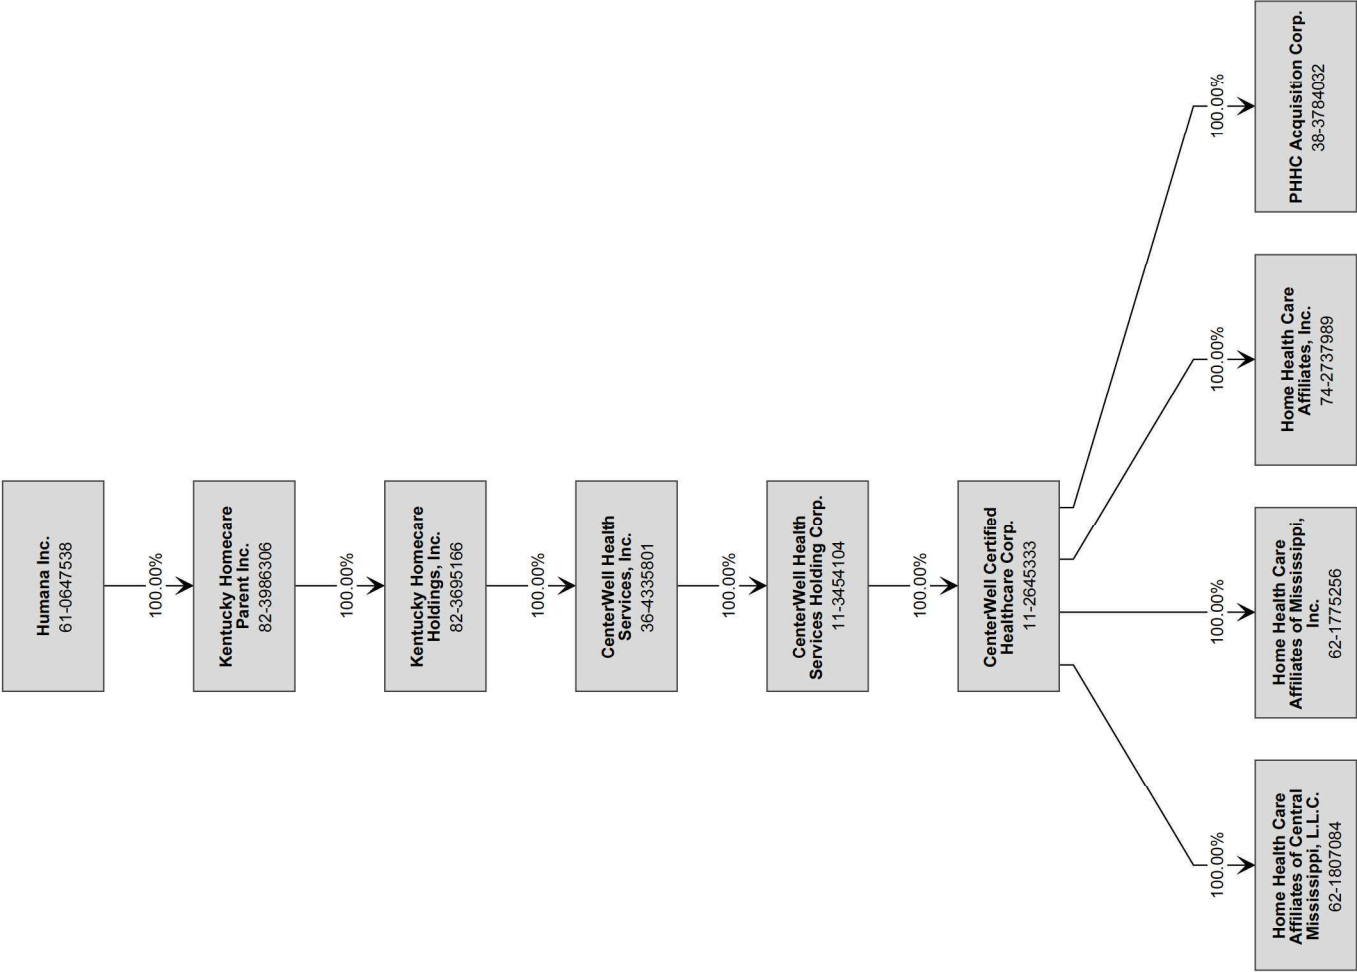 Humana Inc.
61-0647538
100.00%
Kentucky Homecare
Parent Inc.
82-3986306
100.00%
Kentucky Homecare
Holdings, Inc.
82-3695166
100.00%
CenterWell Health
Services, Inc.
36-4335801
100.00%
CenterWell Health
Services Holding Corp.
11-3454104
100.00%
CenterWell Certified
Healthcare Corp.
11-2645333
100.00%
100.00%
100.00%
100.00%
Home Health Care
Affiliates of Central
Mississippi, L.L.C.
62-1807084
Home Health Care
Affiliates of Mississippi,
Inc.
62-1775256
Home Health Care
Affiliates, Inc.
74-2737989
PHHC Acquisition Corp.
38-3784032